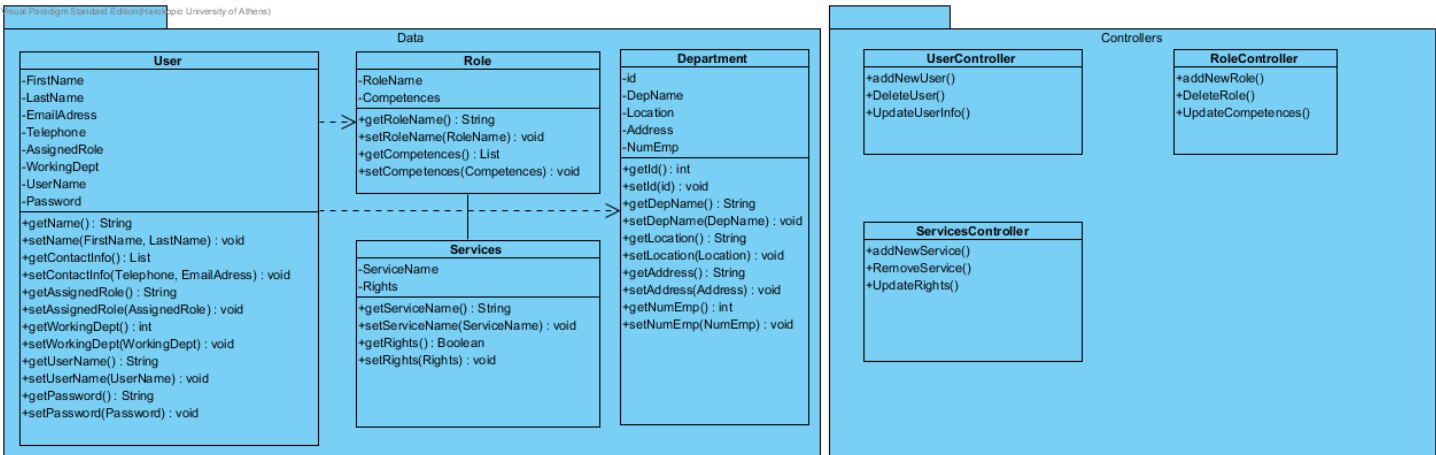 Visual Paradigm Standard Edition(Harokopio University of Athens)
Data
User
-FirstName
-LastName
-EmailAdress
-Telephone
-AssignedRole
-WorkingDept
-UserName
-Password
+getName() : String
+setName(FirstName, LastName) : void
+getContactInfo() : List
+setContactInfo(Telephone, EmailAdress) : void
+getAssignedRole() : String
+setAssignedRole(AssignedRole) : void
+getWorkingDept() : int
+setWorkingDept(WorkingDept) : void
+getUserName() : String
+setUserName(UserName) : void
+getPassword() : String
+setPassword(Password) : void
Role
-RoleName
-Competences
+getRoleName() : String
+setRoleName(RoleName) : void
+getCompetences() : List
+setCompetences(Competences) : void
Services
-ServiceName
-Rights
+getServiceName() : String
+setServiceName(ServiceName) : void
+getRights() : Boolean
+setRights(Rights) : void
Department
-id
-DepName
-Location
-Address
-NumEmp
+getId() : int
+setId(id) : void
+getDepName() : String
+setDepName(DepName) : void
+getLocation() : String
+setLocation(Location) : void
+getAddress() : String
+setAddress(Address) : void
+getNumEmp() : int
+setNumEmp(NumEmp) : void
Controllers
UserController
+addNewUser()
+DeleteUser()
+UpdateUserInfo()
RoleController
+addNewRole()
+DeleteRole()
+UpdateCompetences()
ServicesController
+addNewService()
+RemoveService()
+UpdateRights()